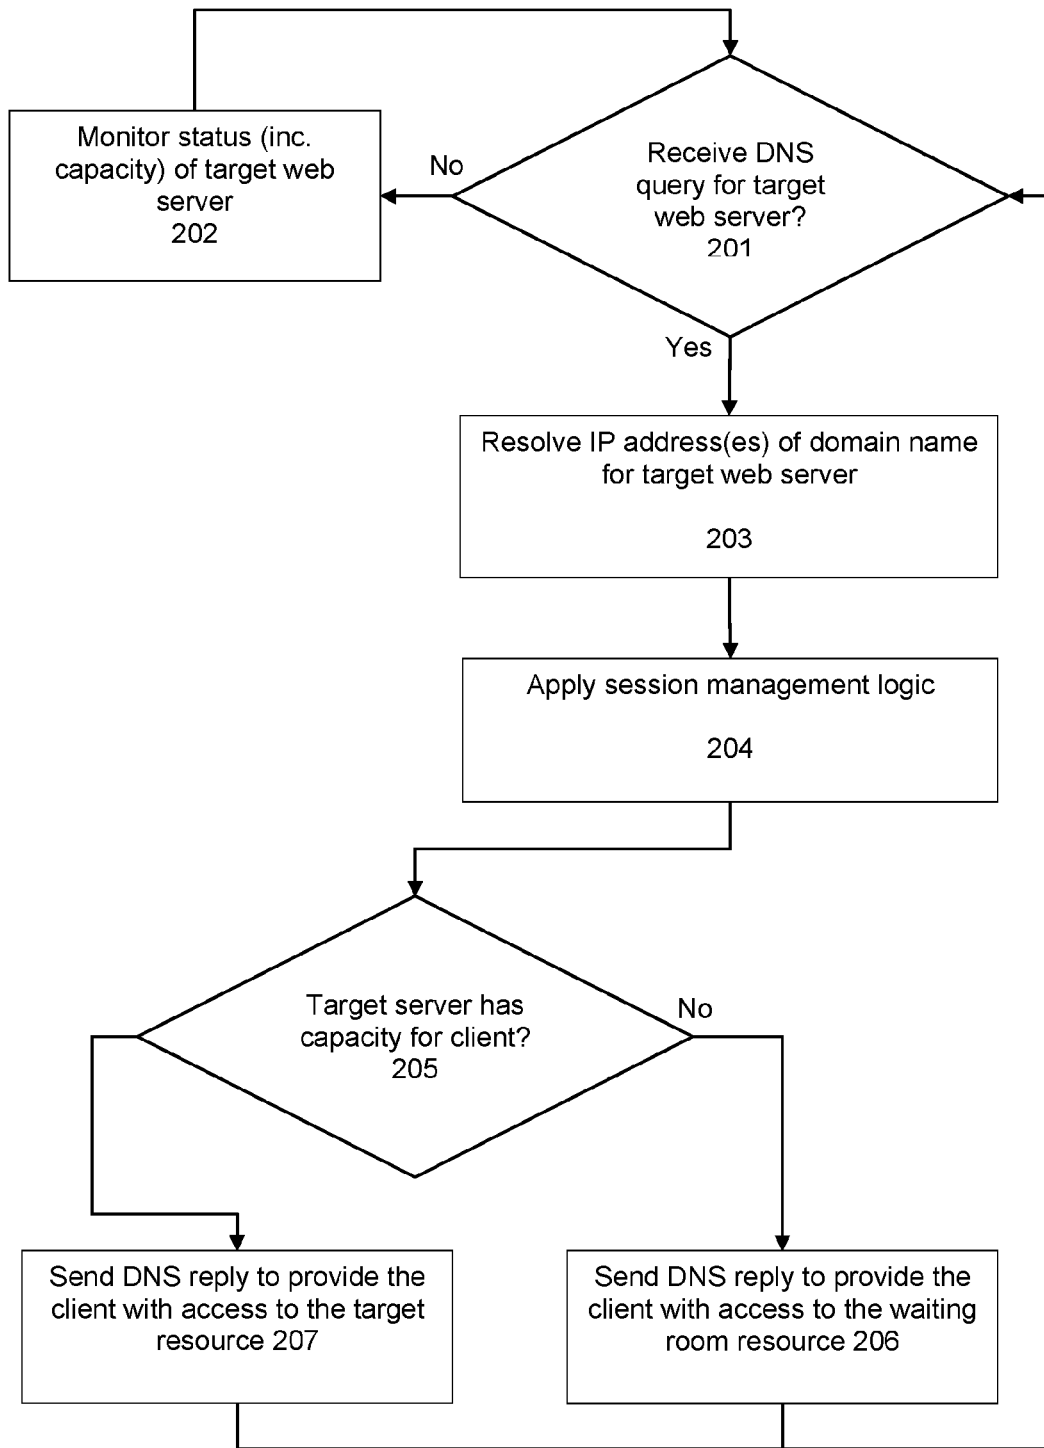 Monitor status (inc.
capacity) of target web
server
202
No
Receive DNS
query for target
web server?
201
Yes
Resolve IP address(es) of domain name
for target web server
203
Apply session management logic
204
Target server has
capacity for client?
205
No
Send DNS reply to provide the
client with access to the target
resource 207
Send DNS reply to provide the
client with access to the waiting
room resource 206